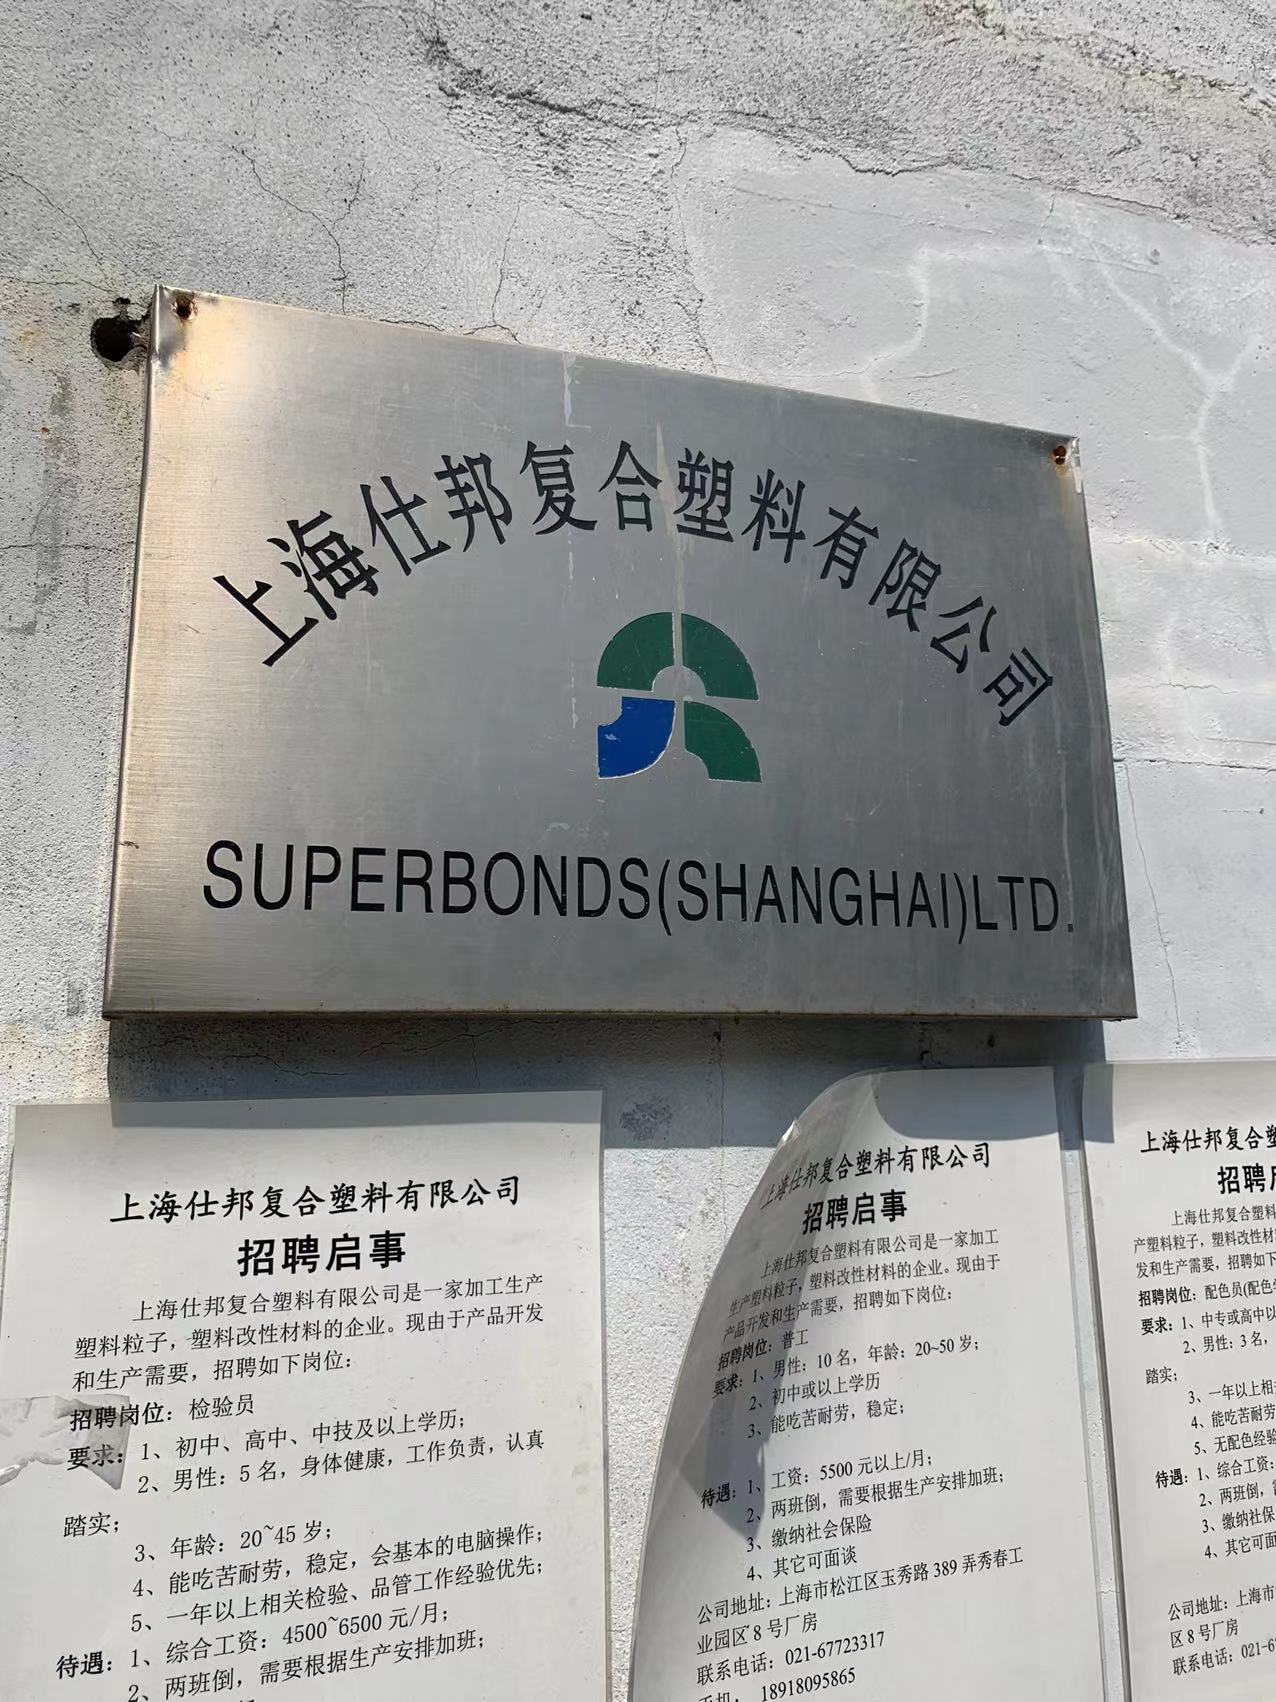 上海仕邦复合塑料有限公司
SUPERBONDS(SHANGHAI)LTD.
上海仕邦复合塑料有限公司
招聘启事
上海仕邦复合塑料有限公司是一家加工生产
塑料粒子，塑料改性材料的企业。现由于产品开发
和生产需要，招聘如下岗位：
招聘岗位：检验员
要求：1、初中、高中、中技及以上学历；
2、男性：5名，身体健康，工作负责，认真
踏实；
3、年龄：20~45岁；
4、能吃苦耐劳，稳定，会基本的电脑操作；
5、一年以上相关检验、品管工作经验优先；
待遇：1、综合工资：4500~6500元/月；
2、两班倒，需要根据生产安排加班；
上海仕邦复合塑料有限公司
招聘启事
上海仕邦复合塑料有限公司是一家加工
生产塑料粒子，塑料改性材料的企业。现由于
产品开发和生产需要，招聘如下岗位：
招聘岗位：普工
要求：1、男性：10名，年龄：20~50岁；
2、初中或以上学历
3、能吃苦耐劳，稳定；
待遇：1、工资：5500元以上/月；
2、两班倒，需要根据生产安排加班；
3、缴纳社会保险
4、其它可面谈
公司地址：上海市松江区玉秀路389弄秀春工
业园区8号厂房
联系电话：021-67723317
手机：18918095865
上海仕邦复合塑
招聘启
上海仕邦复合塑料
产塑料粒子，塑料改性材
发和生产需要，招聘如下
招聘岗位：配色员(配色
要求：1、中专或高中以
2、男性：3名，
踏实；
3、一年以上相关
4、能吃苦耐劳
5、无配色经验
待遇：1、综合工资：
2、两班倒，
3、缴纳社保
4、其它可面
公司地址：上海市
区8号厂房
联系电话：021-67